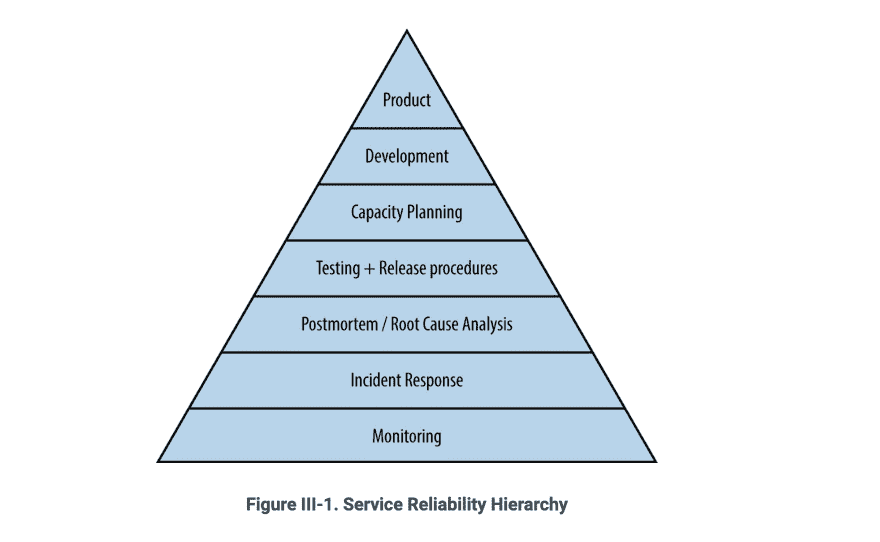 Product
Development
Capacity Planning
Testing + Release procedures
Postmortem / Root Cause Analysis
Incident Response
Monitoring
Figure III-1. Service Reliability Hierarchy